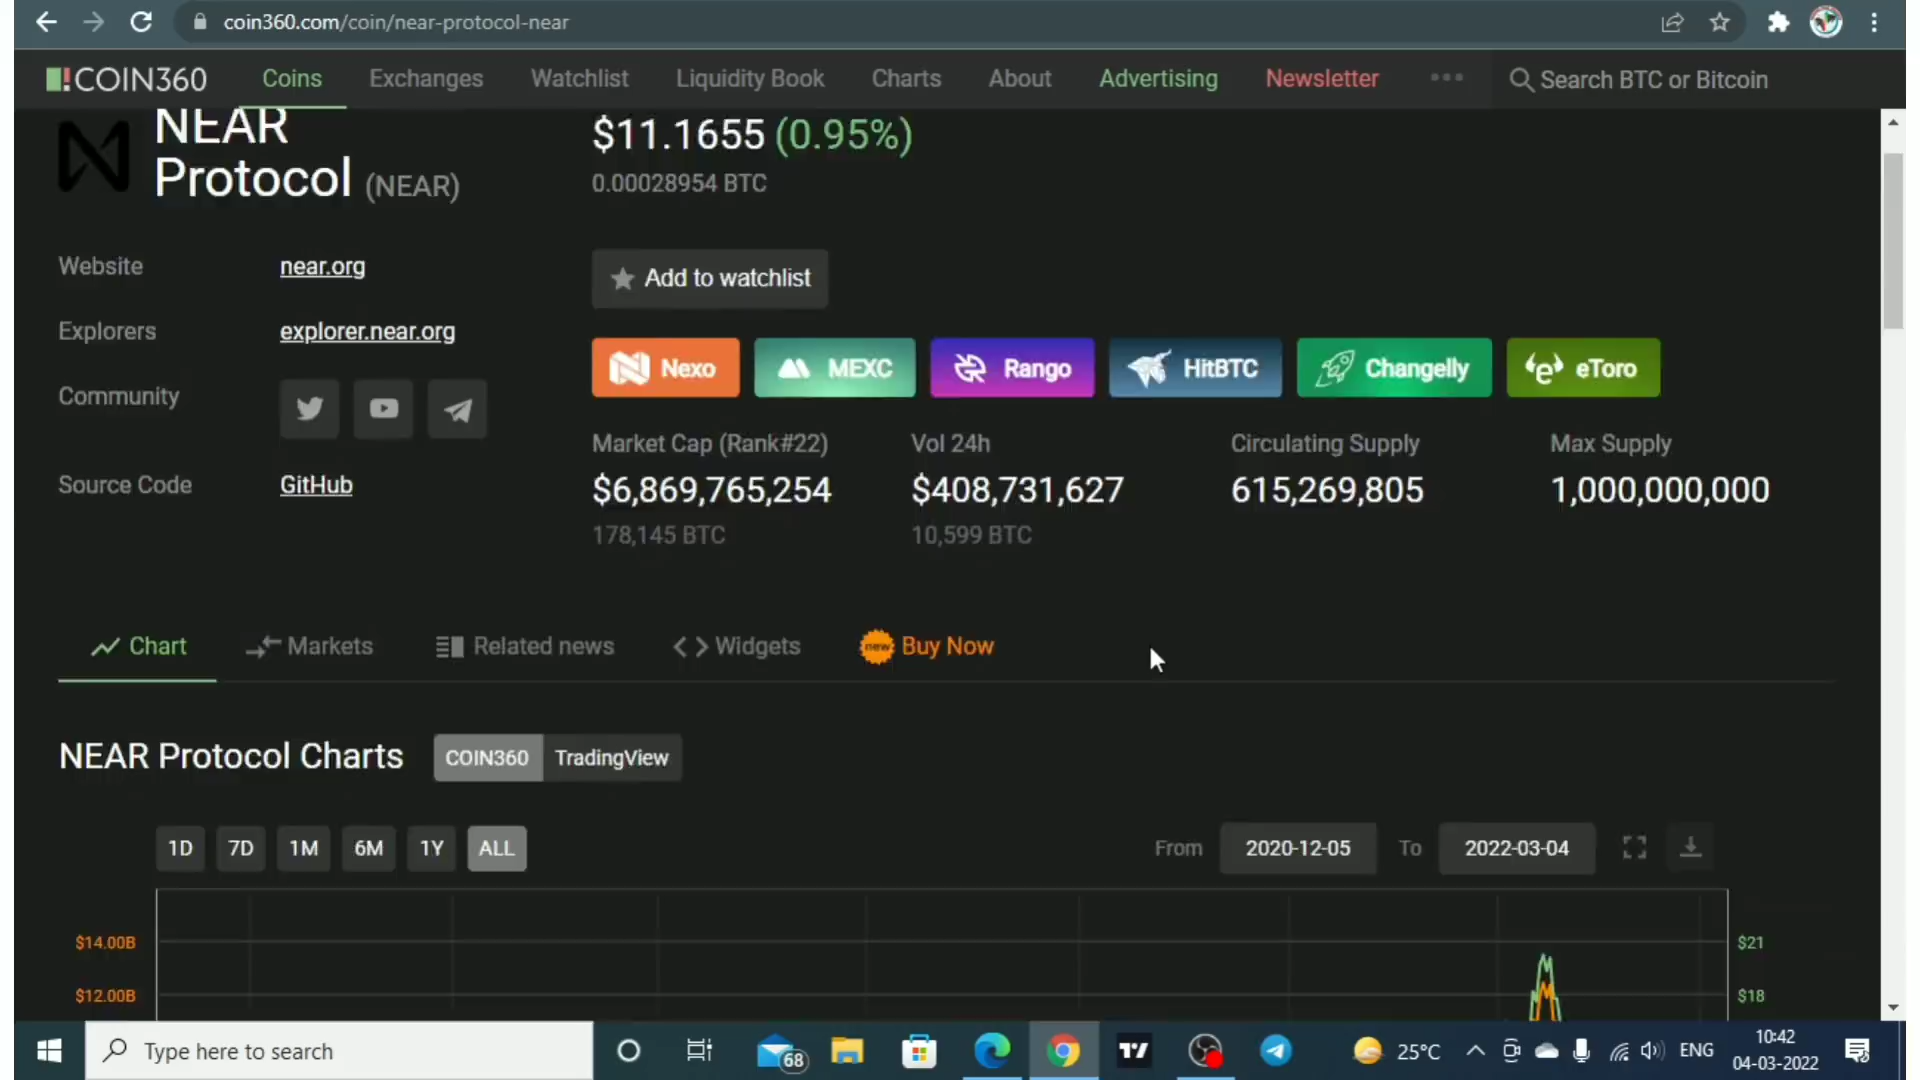 coin360.com/coin/near-protocol-near
COIN360 Coins Exchanges Watchlist Liquidity Book Charts About Advertising Newsletter Search BTC or Bitcoin
NEAR
Protocol (NEAR)
$11.1655 (0.95%)
0.00028954 BTC
Website near.org
Add to watchlist
Explorers explorer.near.org
Nexo MEXC Rango HitBTC Changelly eToro
Community
Market Cap (Rank#22) Vol 24h Circulating Supply Max Supply
$6,869,765,254 $408,731,627 615,269,805 1,000,000,000
178,145 BTC 10,599 BTC
Source Code GitHub
Chart Markets Related news Widgets new Buy Now
NEAR Protocol Charts COIN360 TradingView
1D 7D 1M 6M 1Y ALL From 2020-12-05 To 2022-03-04
$14.00B $21
$12.00B $18
Type here to search 68 25°C ENG 10:42
04-03-2022